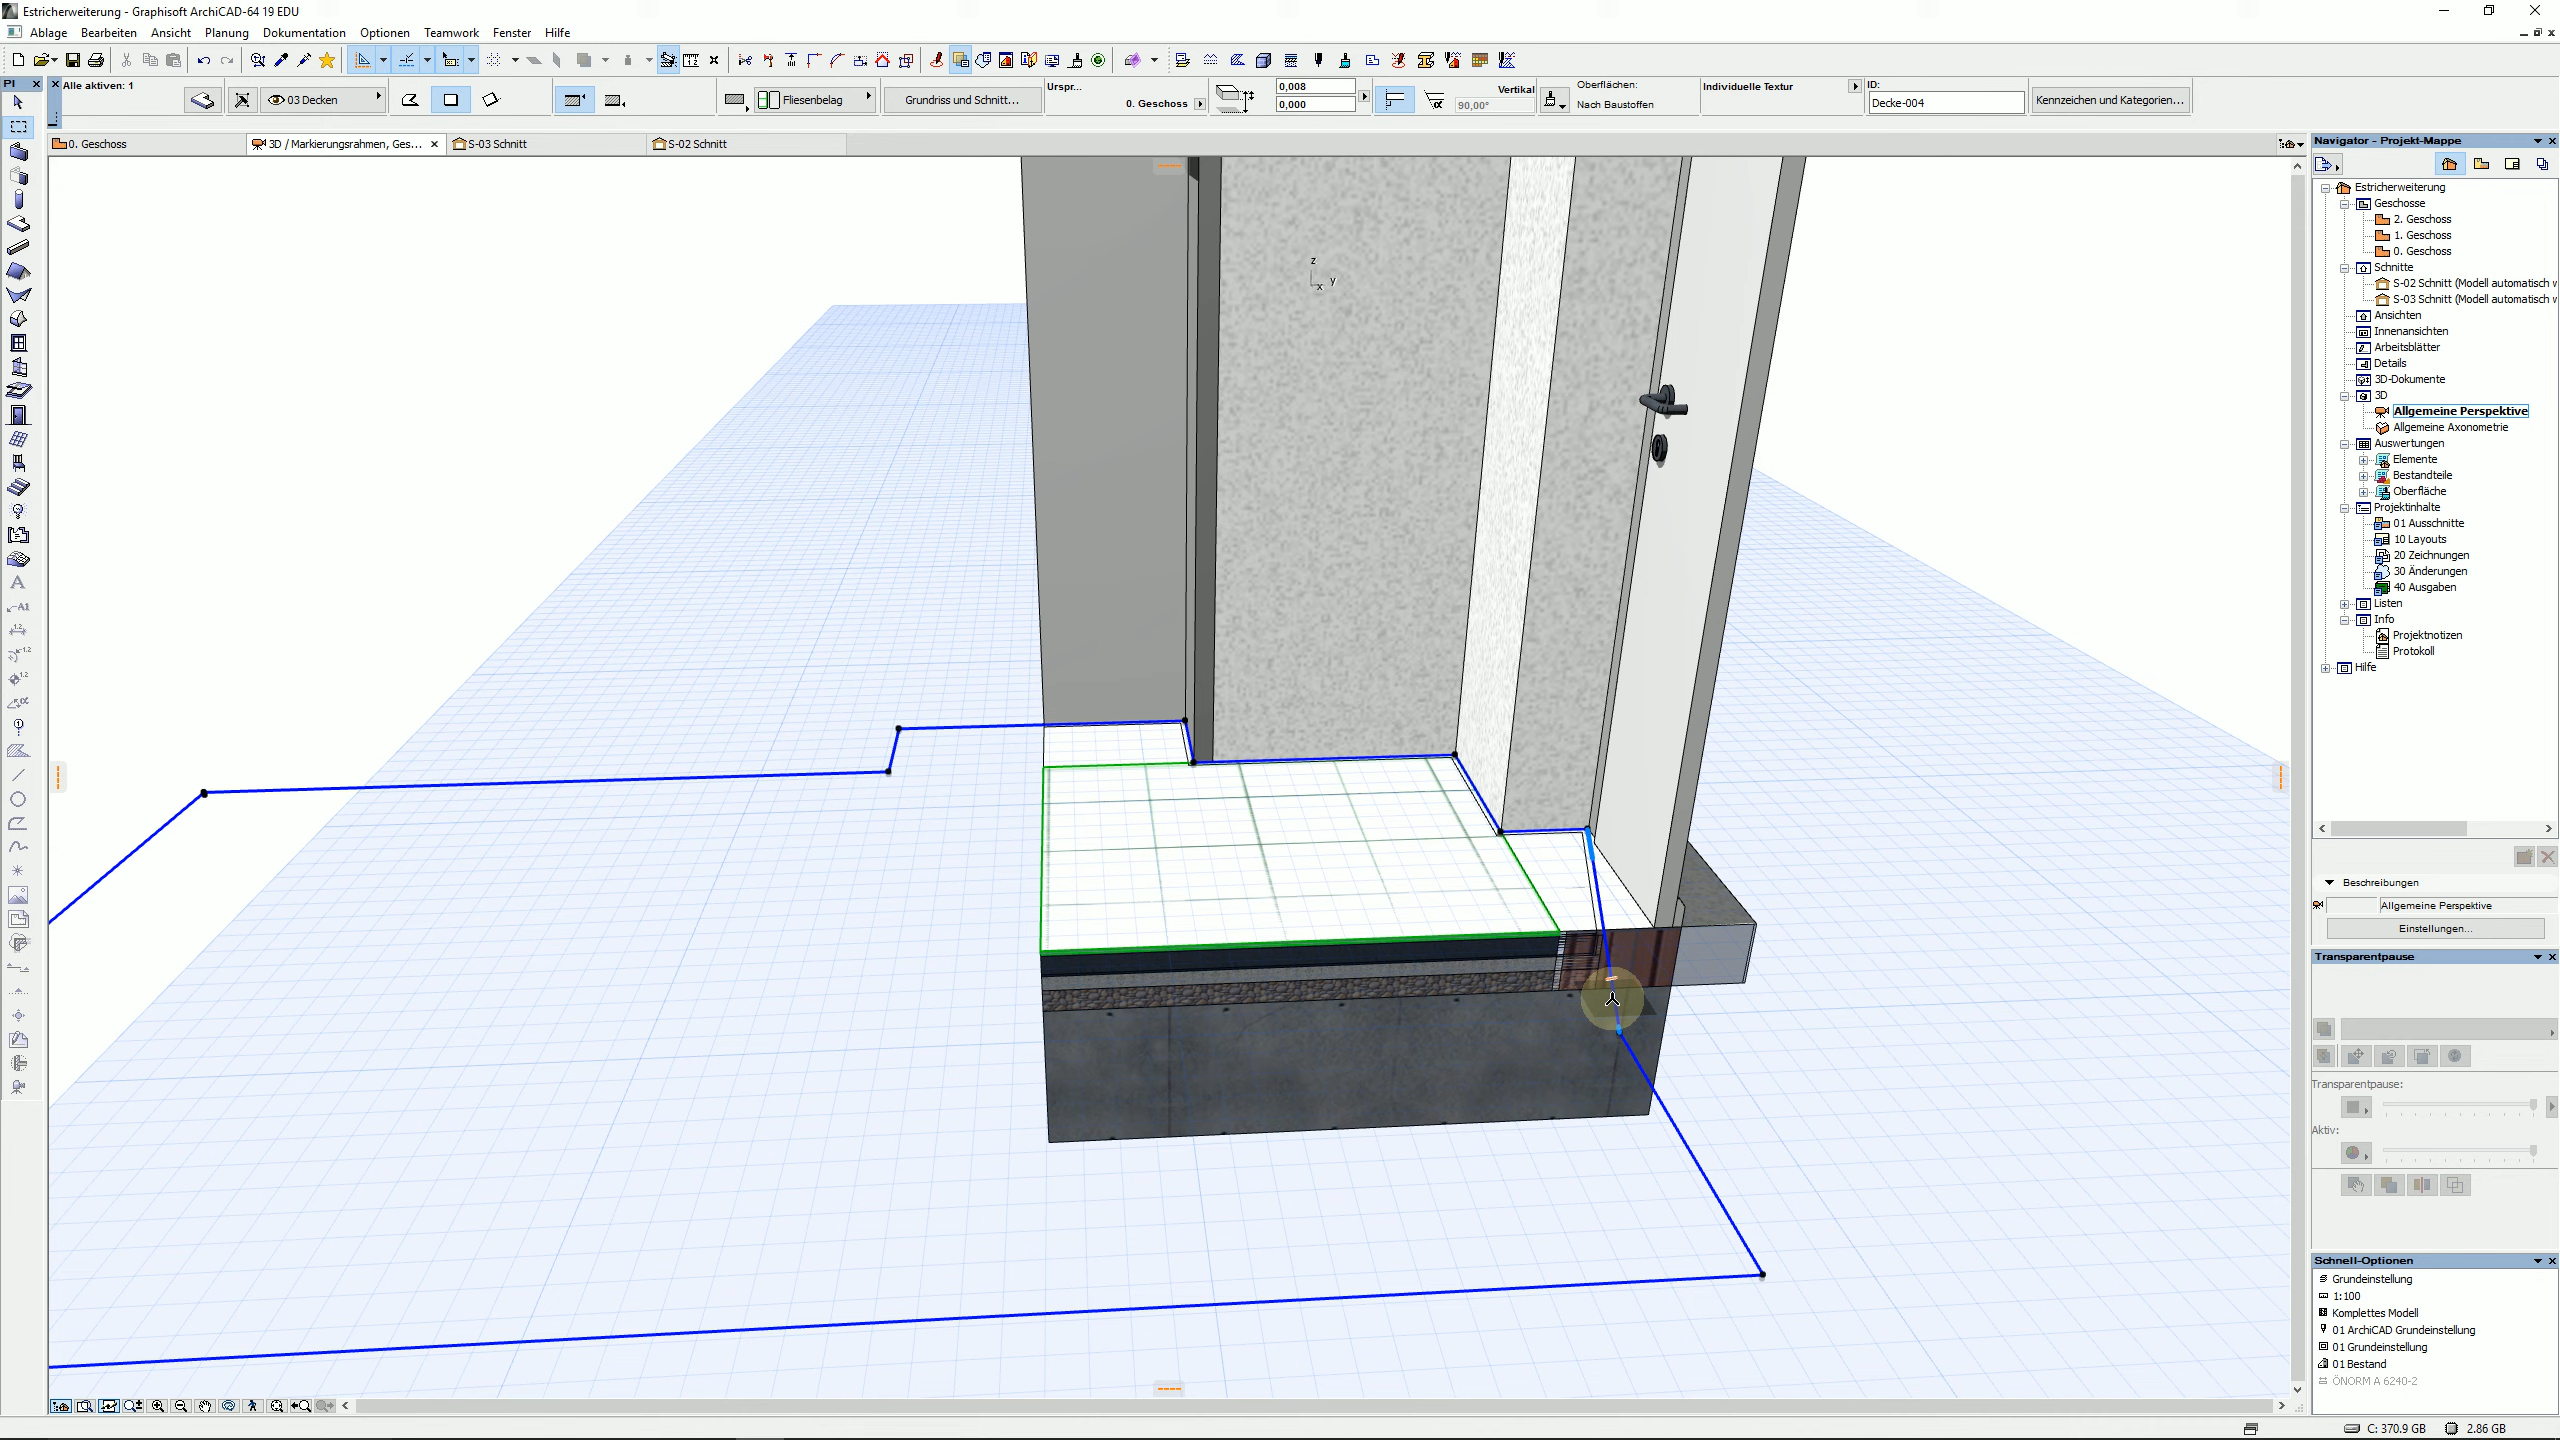 Estricherweiterung - Graphisoft ArchiCAD-64 19 EDU
Ablage Bearbeiten Ansicht Planung Dokumentation Optionen Teamwork Fenster Hilfe
Alle aktiven: 1
03 Decken
Fliesenbelag
Grundriss und Schnitt...
Urspr...
0. Geschoss
0,008
0,000
Vertikal
90,00°
Oberflächen:
Nach Baustoffen
Individuelle Textur
ID:
Decke-004
Kennzeichen und Kategorien...
0. Geschoss
3D / Markierungsrahmen, Ges...
S-03 Schnitt
S-02 Schnitt
z
y
x
Navigator - Projekt-Mappe
Estricherweiterung
Geschosse
2. Geschoss
1. Geschoss
0. Geschoss
Schnitte
S-02 Schnitt (Modell automatisch w
S-03 Schnitt (Modell automatisch w
Ansichten
Innenansichten
Arbeitsblätter
Details
3D-Dokumente
3D
Allgemeine Perspektive
Allgemeine Axonometrie
Auswertungen
Elemente
Bestandteile
Oberfläche
Projektinhalte
01 Ausschnitte
10 Layouts
20 Zeichnungen
30 Änderungen
40 Ausgaben
Listen
Info
Projektnotizen
Protokoll
Hilfe
Beschreibungen
Allgemeine Perspektive
Einstellungen...
Transparentpause
Transparentpause:
Aktiv:
Schnell-Optionen
Grundeinstellung
1:100
Komplettes Modell
01 ArchiCAD Grundeinstellung
01 Grundeinstellung
01 Bestand
ÖNORM A 6240-2
C: 370.9 GB
2.86 GB